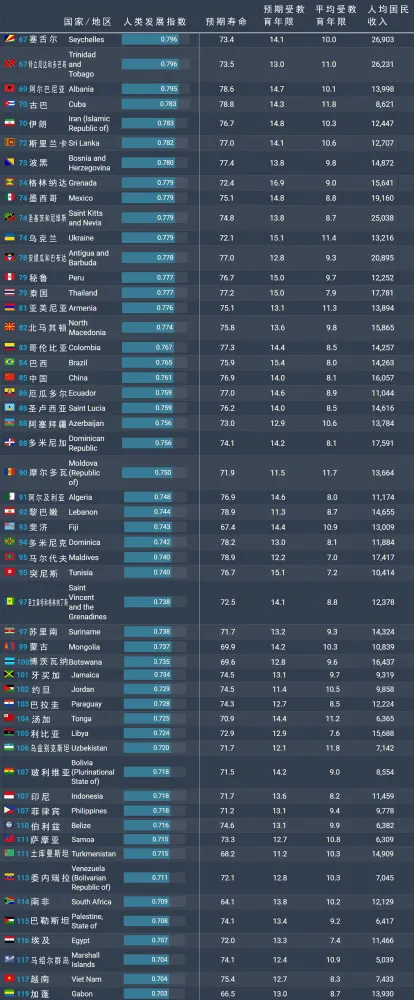 国家/地区 人类发展指数 预期寿命 预期受教育年限 平均受教育年限 人均国民收入
67 塞舌尔 Seychelles 0.796 73.4 14.1 10.0 26,903
67 特立尼达和多巴哥 Trinidad and Tobago 0.796 73.5 13.0 11.0 26,231
69 阿尔巴尼亚 Albania 0.795 78.6 14.7 10.1 13,998
70 古巴 Cuba 0.783 78.8 14.3 11.8 8,621
70 伊朗 Iran (Islamic Republic of) 0.783 76.7 14.8 10.3 12,447
72 斯里兰卡 Sri Lanka 0.782 77.0 14.1 10.6 12,707
73 波黑 Bosnia and Herzegovina 0.780 77.4 13.8 9.8 14,872
74 格林纳达 Grenada 0.779 72.4 16.9 9.0 15,641
74 墨西哥 Mexico 0.779 75.1 14.8 8.8 19,160
74 圣基茨和尼维斯 Saint Kitts and Nevis 0.779 74.8 13.8 8.7 25,038
74 乌克兰 Ukraine 0.779 72.1 15.1 11.4 13,216
78 安提瓜和巴布达 Antigua and Barbuda 0.778 77.0 12.8 9.3 20,895
79 秘鲁 Peru 0.777 76.7 15.0 9.7 12,252
79 泰国 Thailand 0.777 77.2 15.0 7.9 17,781
81 亚美尼亚 Armenia 0.776 75.1 13.1 11.3 13,894
82 北马其顿 North Macedonia 0.774 75.8 13.6 9.8 15,865
83 哥伦比亚 Colombia 0.767 77.3 14.4 8.5 14,257
84 巴西 Brazil 0.765 75.9 15.4 8.0 14,263
85 中国 China 0.761 76.9 14.0 8.1 16,057
86 厄瓜多尔 Ecuador 0.759 77.0 14.6 8.9 11,044
86 圣卢西亚 Saint Lucia 0.759 76.2 14.0 8.5 14,616
88 阿塞拜疆 Azerbaijan 0.756 73.0 12.9 10.6 13,784
88 多米尼加 Dominican Republic 0.756 74.1 14.2 8.1 17,591
90 摩尔多瓦 Moldova (Republic of) 0.750 71.9 11.5 11.7 13,664
91 阿尔及利亚 Algeria 0.748 76.9 14.6 8.0 11,174
92 黎巴嫩 Lebanon 0.744 78.9 11.3 8.7 14,655
93 斐济 Fiji 0.743 67.4 14.4 10.9 13,009
94 多米尼克 Dominica 0.742 78.2 13.0 8.1 11,884
95 马尔代夫 Maldives 0.740 78.9 12.2 7.0 17,417
95 突尼斯 Tunisia 0.740 76.7 15.1 7.2 10,414
97 圣文森特和格林纳丁斯 Saint Vincent and the Grenadines 0.738 72.5 14.1 8.8 12,378
97 苏里南 Suriname 0.738 71.7 13.2 9.3 14,324
99 蒙古 Mongolia 0.737 69.9 14.2 10.3 10,839
100 博茨瓦纳 Botswana 0.735 69.6 12.8 9.6 16,437
101 牙买加 Jamaica 0.734 74.5 13.1 9.7 9,319
102 约旦 Jordan 0.729 74.5 11.4 10.5 9,858
103 巴拉圭 Paraguay 0.728 74.3 12.7 8.5 12,224
104 汤加 Tonga 0.725 70.9 14.4 11.2 6,365
105 利比亚 Libya 0.724 72.9 12.9 7.6 15,688
106 乌兹别克斯坦 Uzbekistan 0.720 71.7 12.1 11.8 7,142
107 玻利维亚 Bolivia (Plurinational State of) 0.718 71.5 14.2 9.0 8,554
107 印尼 Indonesia 0.718 71.7 13.6 8.2 11,459
107 菲律宾 Philippines 0.718 71.2 13.1 9.4 9,778
110 伯利兹 Belize 0.716 74.6 13.1 9.9 6,382
111 萨摩亚 Samoa 0.715 73.3 12.7 10.8 6,309
111 土库曼斯坦 Turkmenistan 0.715 68.2 11.2 10.3 14,909
113 委内瑞拉 Venezuela (Bolivarian Republic of) 0.711 72.1 12.8 10.3 7,045
114 南非 South Africa 0.709 64.1 13.8 10.2 12,129
115 巴勒斯坦 Palestine, State of 0.708 74.1 13.4 9.2 6,417
116 埃及 Egypt 0.707 72.0 13.3 7.4 11,466
117 马绍尔群岛 Marshall Islands 0.704 74.1 12.4 10.9 5,039
117 越南 Viet Nam 0.704 75.4 12.7 8.3 7,433
119 加蓬 Gabon 0.703 66.5 13.0 8.7 13,930